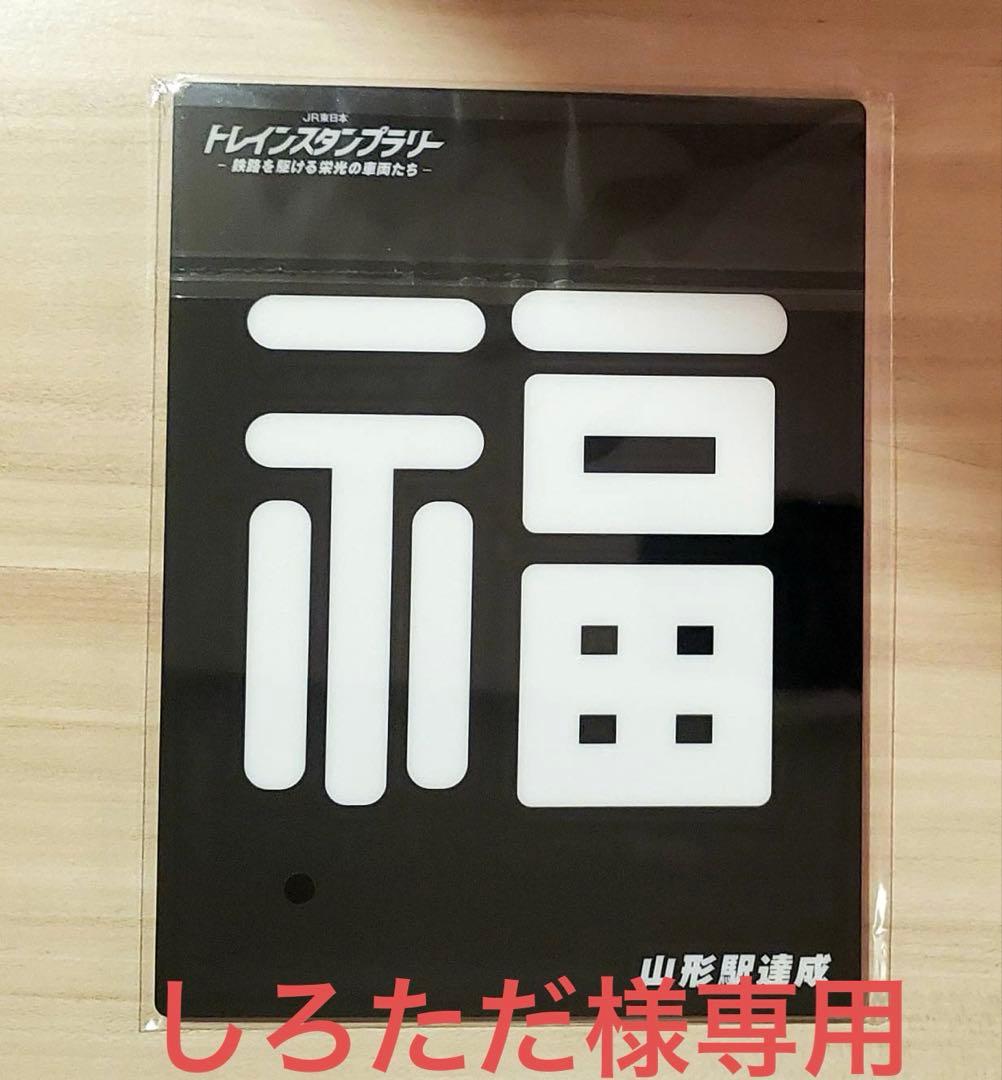 JR東日本
トレインスタンプラリー
- 鉄路を駆ける栄光の車両たち -
福
山形駅達成
しろただ様専用